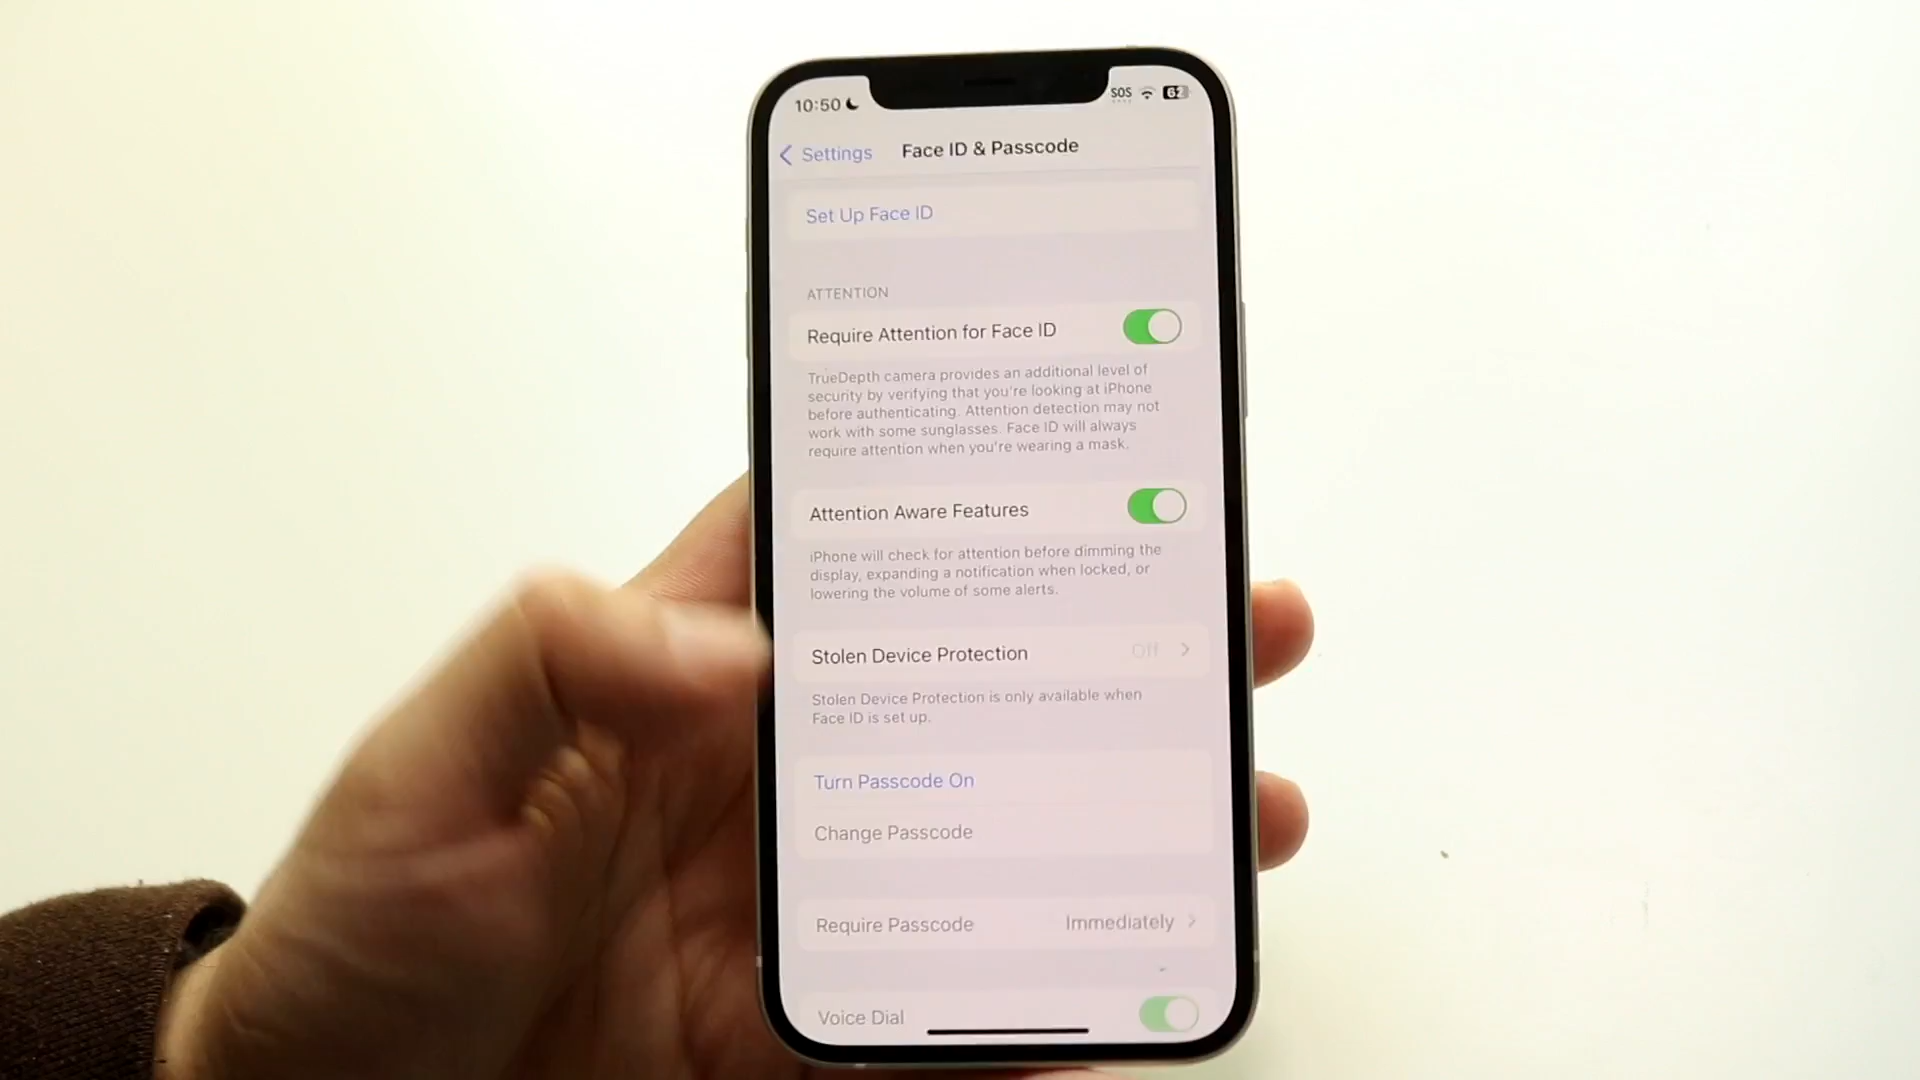 10:50
SOS
62
Settings
Face ID & Passcode
Set Up Face ID
ATTENTION
Require Attention for Face ID
TrueDepth camera provides an additional level of
security by verifying that you're looking at iPhone
before authenticating. Attention detection may not
work with some sunglasses. Face ID will always
require attention when you're wearing a mask.
Attention Aware Features
iPhone will check for attention before dimming the
display, expanding a notification when locked, or
lowering the volume of some alerts.
Stolen Device Protection Off
Stolen Device Protection is only available when
Face ID is set up.
Turn Passcode On
Change Passcode
Require Passcode Immediately
Voice Dial